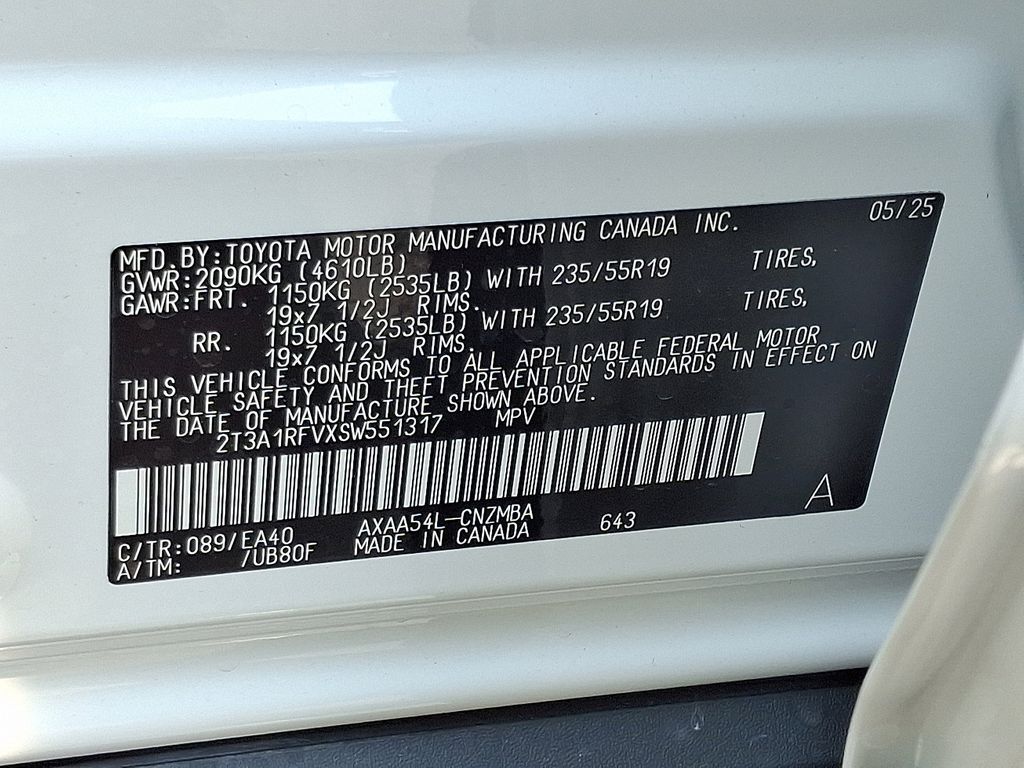 05/25
MFD.BY:TOYOTA MOTOR MANUFACTURING CANADA INC.
GVWR:2090KG (4610LB)
GAWR:FRT. 1150KG (2535LB) WITH 235/55R19 TIRES,
19x7 1/2J RIMS.
RR. 1150KG (2535LB) WITH 235/55R19 TIRES,
19x7 1/2J RIMS.
THIS VEHICLE CONFORMS TO ALL APPLICABLE FEDERAL MOTOR
VEHICLE SAFETY AND THEFT PREVENTION STANDARDS IN EFFECT ON
THE DATE OF MANUFACTURE SHOWN ABOVE.
2T3A1RFVXSW551317 MPV
A
C/TR:089/EA40 AXAA54L-CNZMBA 643
A/TM: /UB80F MADE IN CANADA